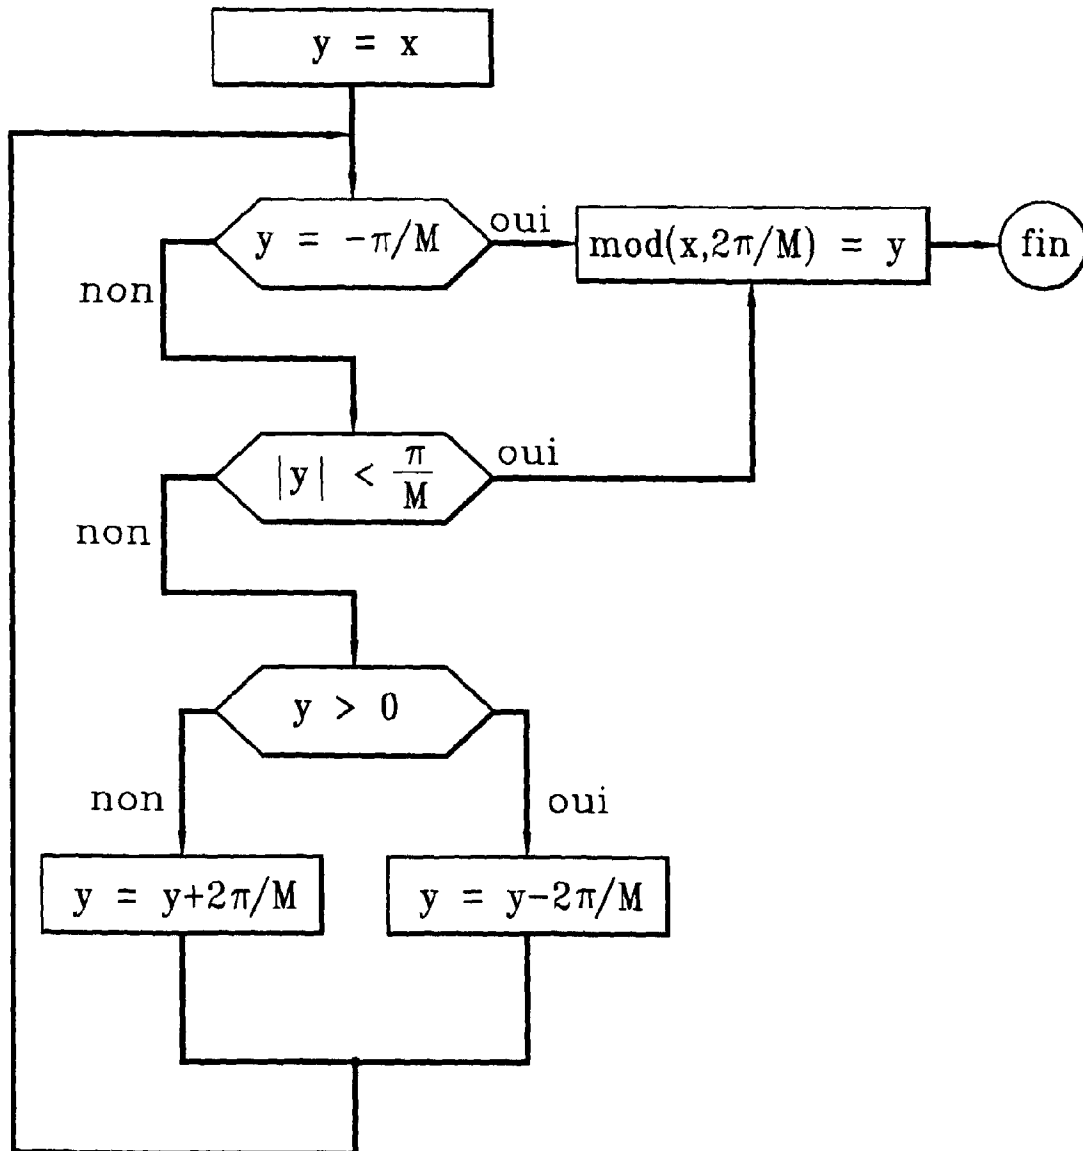 y = x
y = -π/M
oui
mod(x,2π/M) = y
fin
non
|y| < π/M
oui
non
y > 0
non
oui
y = y+2π/M
y = y-2π/M